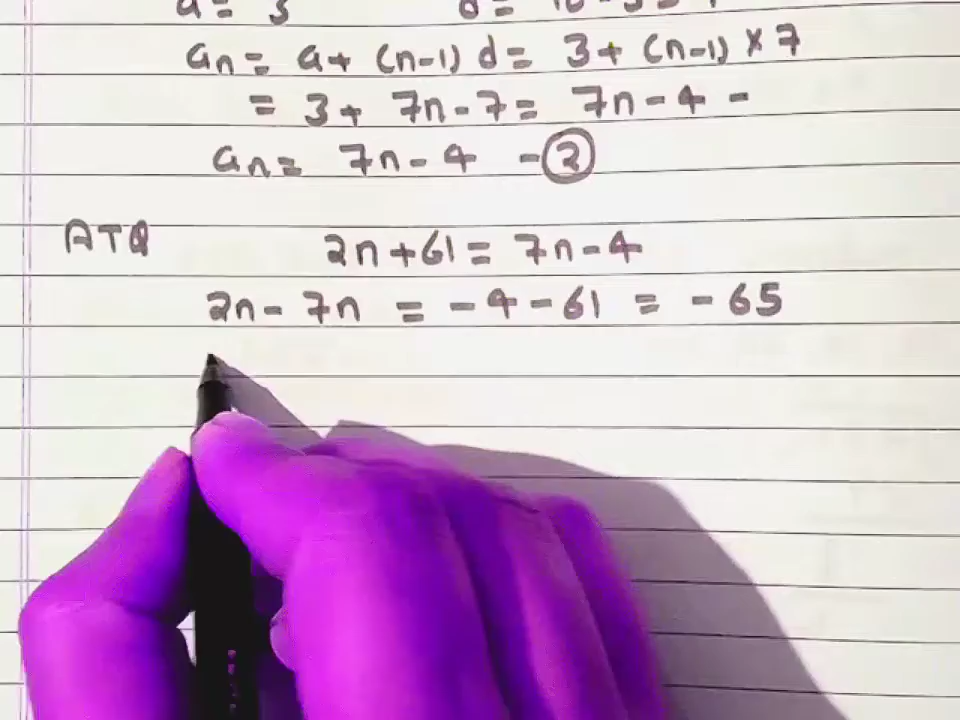 a = 3
an = a + (n-1) d = 3 + (n-1) × 7
= 3 + 7n - 7 = 7n - 4 -
an = 7n - 4 - ②
ATQ 2n + 61 = 7n - 4
2n - 7n = -4 - 61 = -65